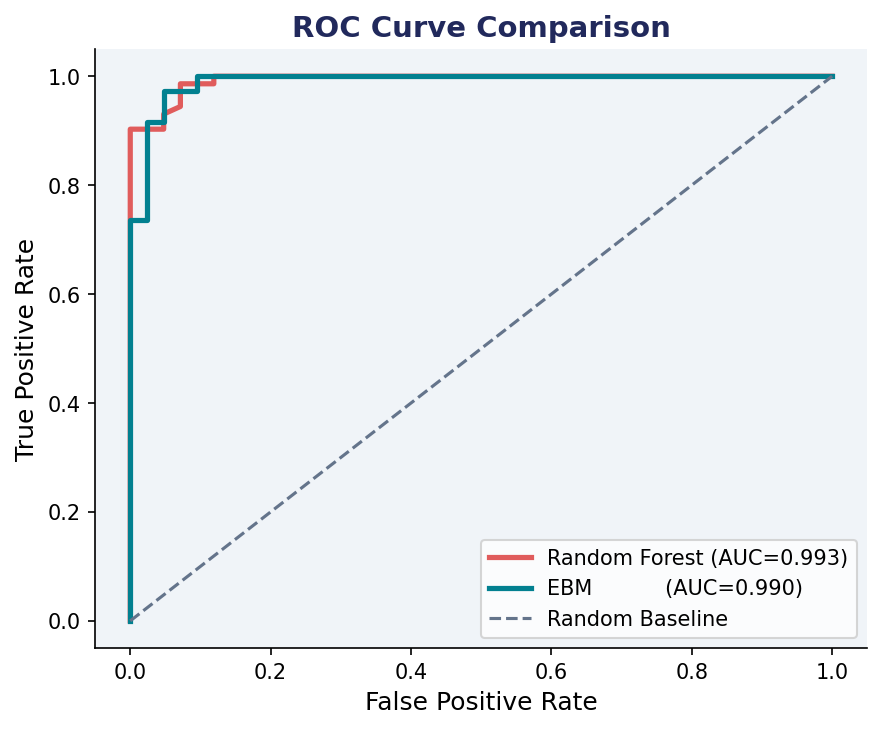 ROC Curve Comparison
True Positive Rate
1.0
0.8
0.6
0.4
0.2
0.0
Random Forest (AUC=0.993)
EBM           (AUC=0.990)
Random Baseline
0.0 0.2 0.4 0.6 0.8 1.0
False Positive Rate